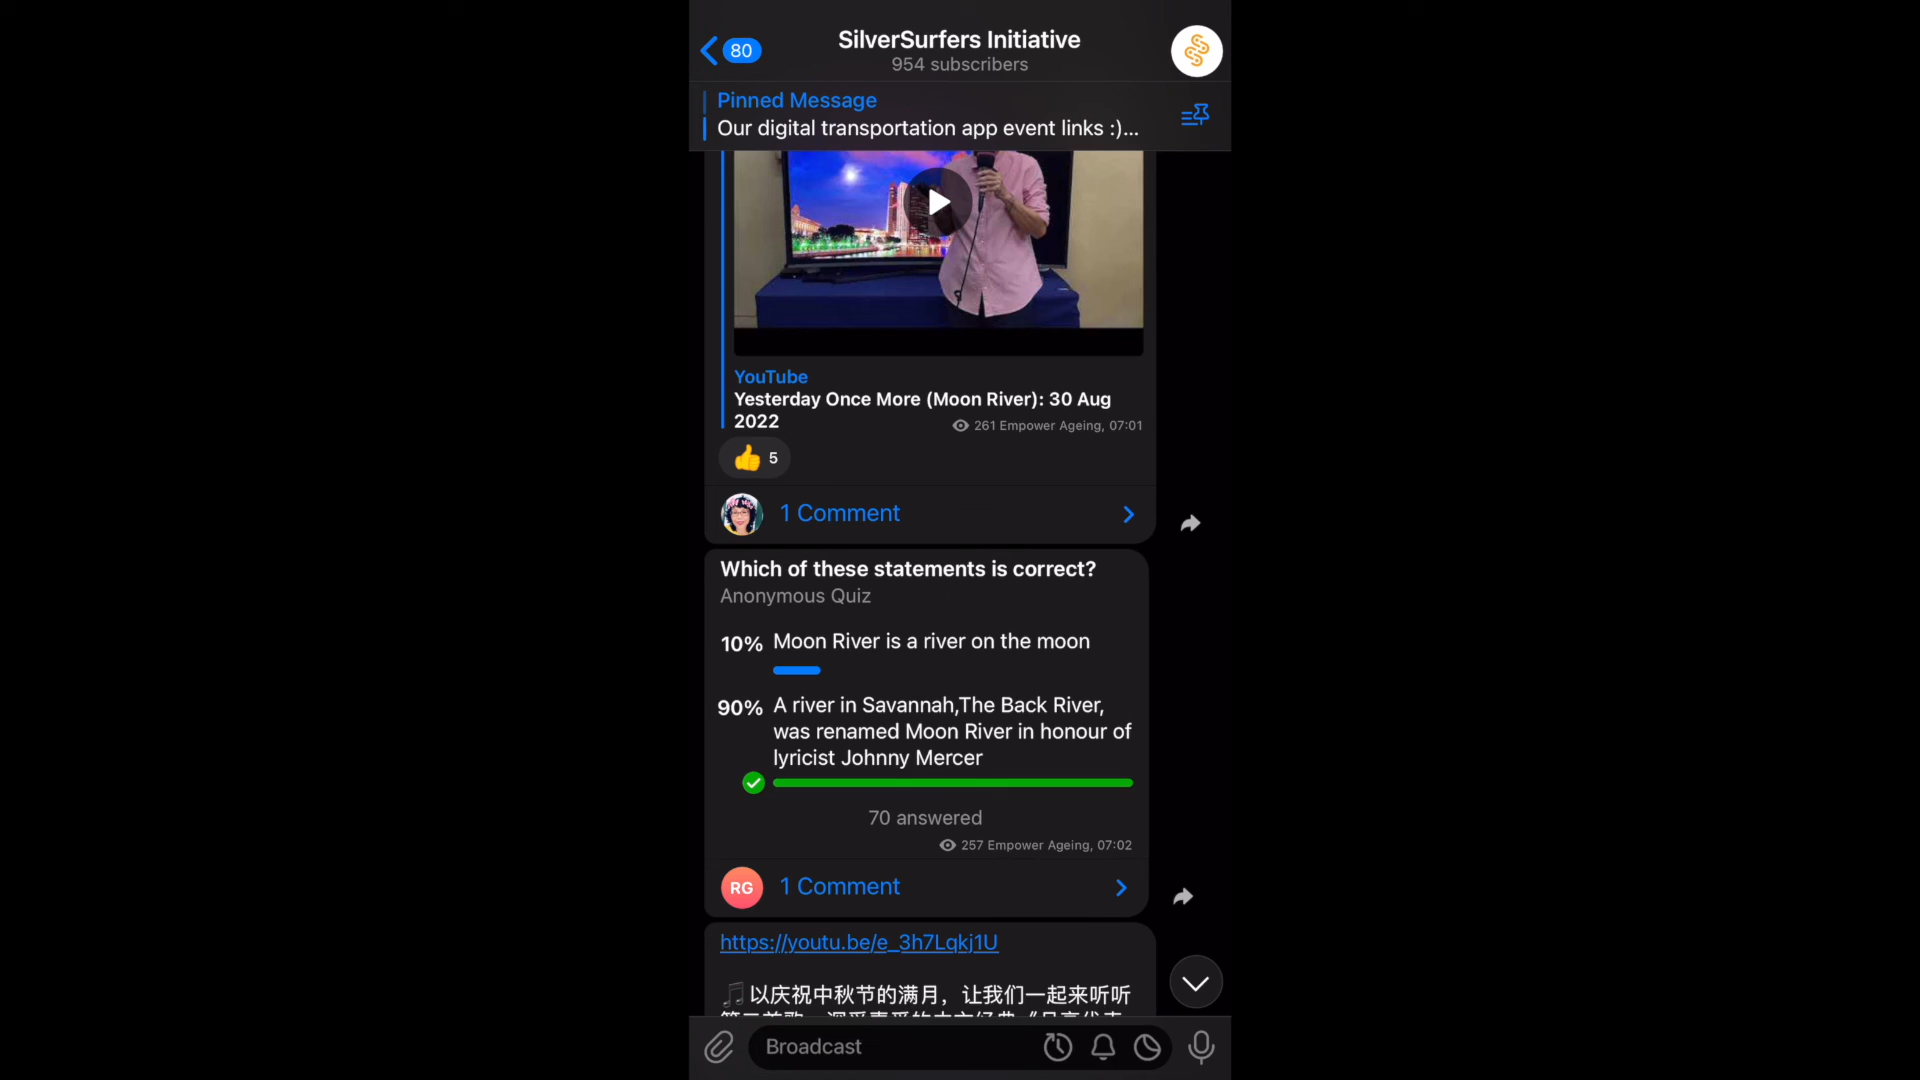 80
SilverSurfers Initiative
954 subscribers
Pinned Message
Our digital transportation app event links :)...
YouTube
Yesterday Once More (Moon River): 30 Aug
2022
261 Empower Ageing, 07:01
5
1 Comment
Which of these statements is correct?
Anonymous Quiz
10% Moon River is a river on the moon
90% A river in Savannah,The Back River,
was renamed Moon River in honour of
lyricist Johnny Mercer
70 answered
257 Empower Ageing, 07:02
RG 1 Comment
https://youtu.be/e_3h7Lqkj1U
🎵以庆祝中秋节的满月，让我们一起来听听
Broadcast